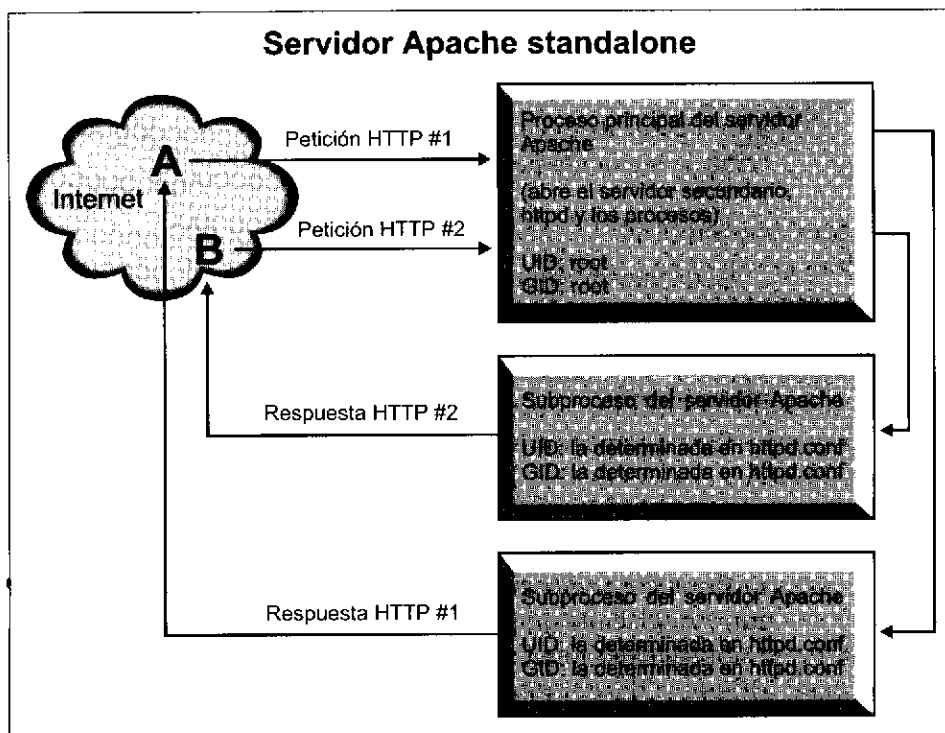 Servidor Apache standalone
Petición HTTP #1
A
Internet
Petición HTTP #2
B
Proceso principal del servidor
Apache
(abre el servidor secundario,
httpd y los procesos)
UID: root
GID: root
Respuesta HTTP #2
Subproceso del servidor Apache
UID: la determinada en httpd.conf
GID: la determinada en httpd.conf
Respuesta HTTP #1
Subproceso del servidor Apache
UID: la determinada en httpd.conf
GID: la determinada en httpd.conf